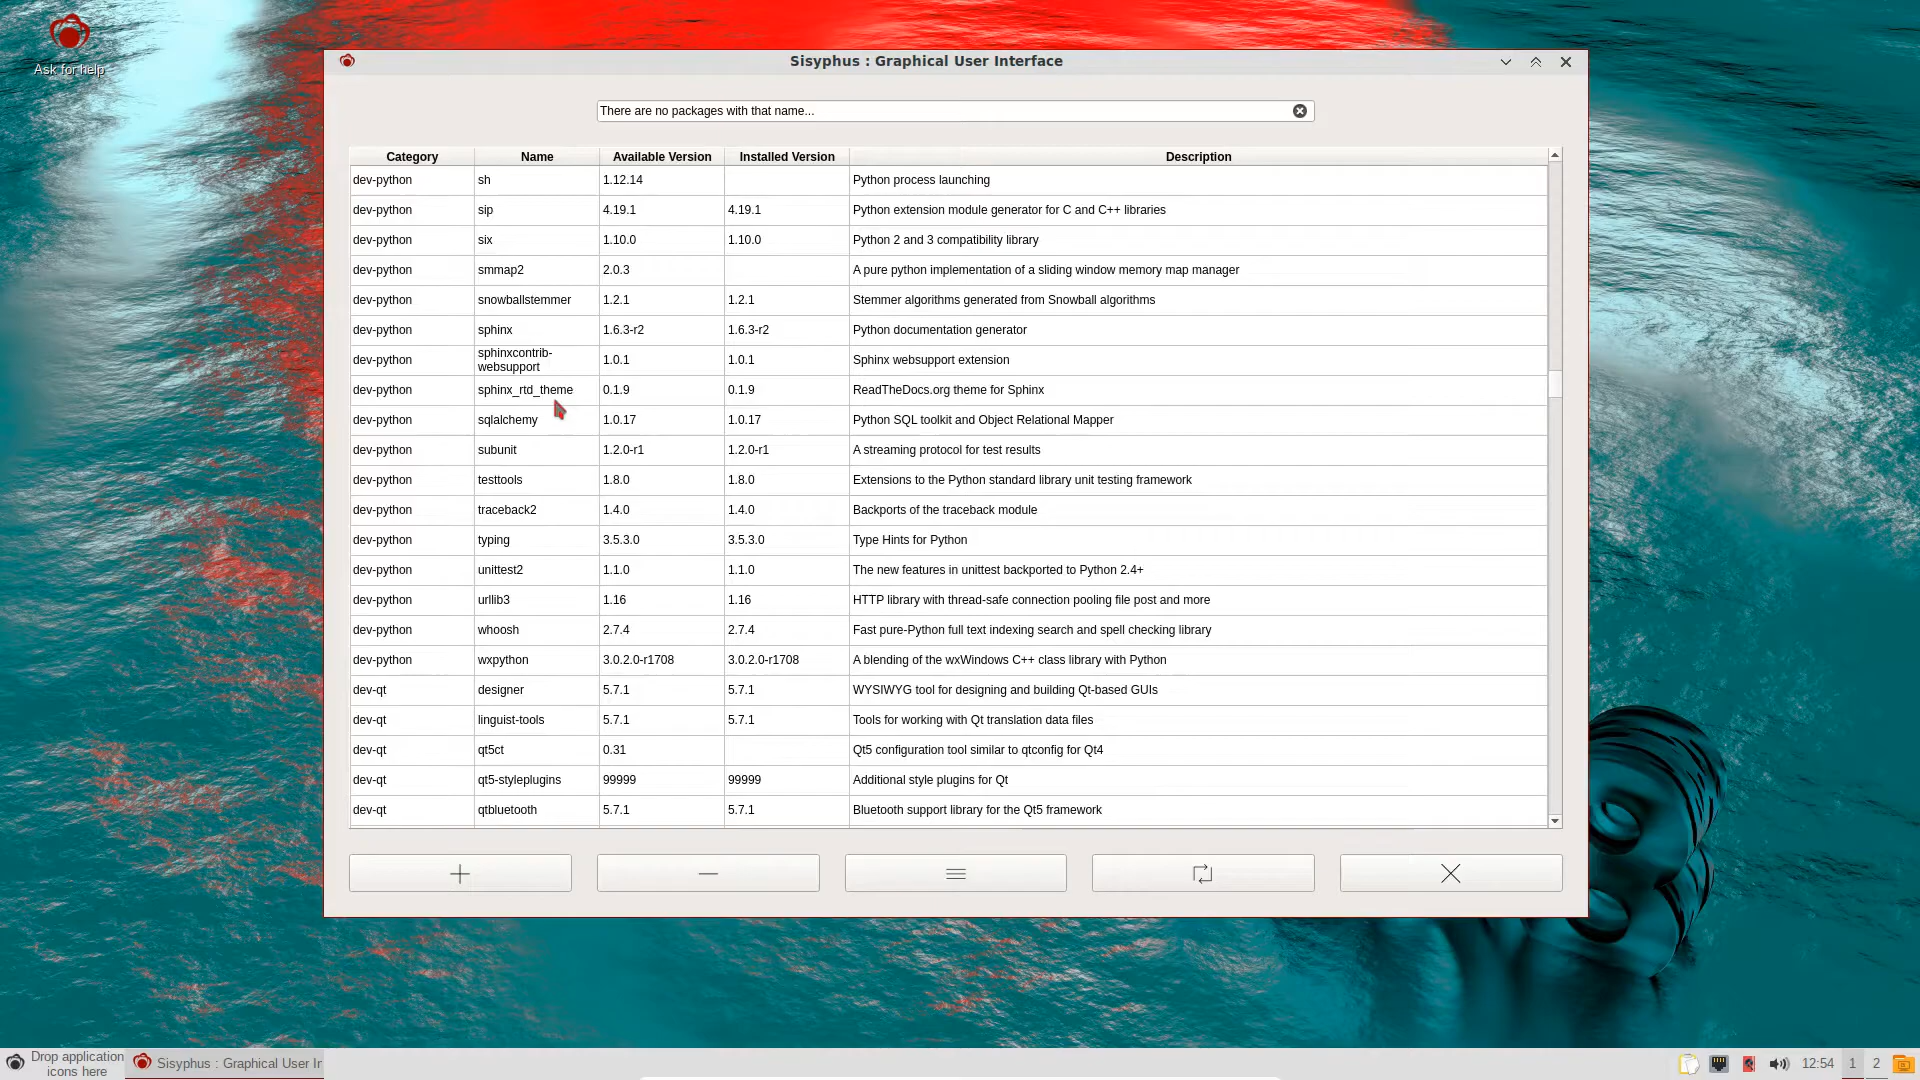 Ask for help
Sisyphus : Graphical User Interface
There are no packages with that name...
Category Name Available Version Installed Version Description
dev-python sh 1.12.14 Python process launching
dev-python sip 4.19.1 4.19.1 Python extension module generator for C and C++ libraries
dev-python six 1.10.0 1.10.0 Python 2 and 3 compatibility library
dev-python smmap2 2.0.3 A pure python implementation of a sliding window memory map manager
dev-python snowballstemmer 1.2.1 1.2.1 Stemmer algorithms generated from Snowball algorithms
dev-python sphinx 1.6.3-r2 1.6.3-r2 Python documentation generator
dev-python sphinxcontrib-
websupport 1.0.1 1.0.1 Sphinx websupport extension
dev-python sphinx_rtd_theme 0.1.9 0.1.9 ReadTheDocs.org theme for Sphinx
dev-python sqlalchemy 1.0.17 1.0.17 Python SQL toolkit and Object Relational Mapper
dev-python subunit 1.2.0-r1 1.2.0-r1 A streaming protocol for test results
dev-python testtools 1.8.0 1.8.0 Extensions to the Python standard library unit testing framework
dev-python traceback2 1.4.0 1.4.0 Backports of the traceback module
dev-python typing 3.5.3.0 3.5.3.0 Type Hints for Python
dev-python unittest2 1.1.0 1.1.0 The new features in unittest backported to Python 2.4+
dev-python urllib3 1.16 1.16 HTTP library with thread-safe connection pooling file post and more
dev-python whoosh 2.7.4 2.7.4 Fast pure-Python full text indexing search and spell checking library
dev-python wxpython 3.0.2.0-r1708 3.0.2.0-r1708 A blending of the wxWindows C++ class library with Python
dev-qt designer 5.7.1 5.7.1 WYSIWYG tool for designing and building Qt-based GUIs
dev-qt linguist-tools 5.7.1 5.7.1 Tools for working with Qt translation data files
dev-qt qt5ct 0.31 Qt5 configuration tool similar to qtconfig for Qt4
dev-qt qt5-styleplugins 99999 99999 Additional style plugins for Qt
dev-qt qtbluetooth 5.7.1 5.7.1 Bluetooth support library for the Qt5 framework
Drop application
icons here
Sisyphus : Graphical User In
12:54 1 2